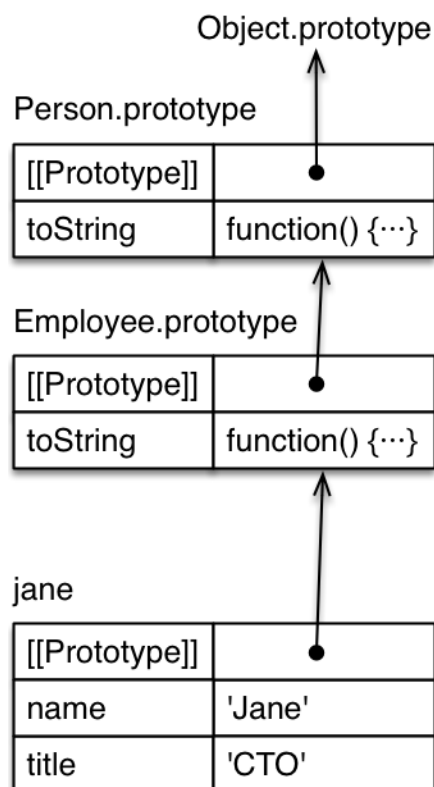 Object.prototype
Person.prototype
[[Prototype]]
toString function() {···}
Employee.prototype
[[Prototype]]
toString function() {···}
jane
[[Prototype]]
name 'Jane'
title 'CTO'